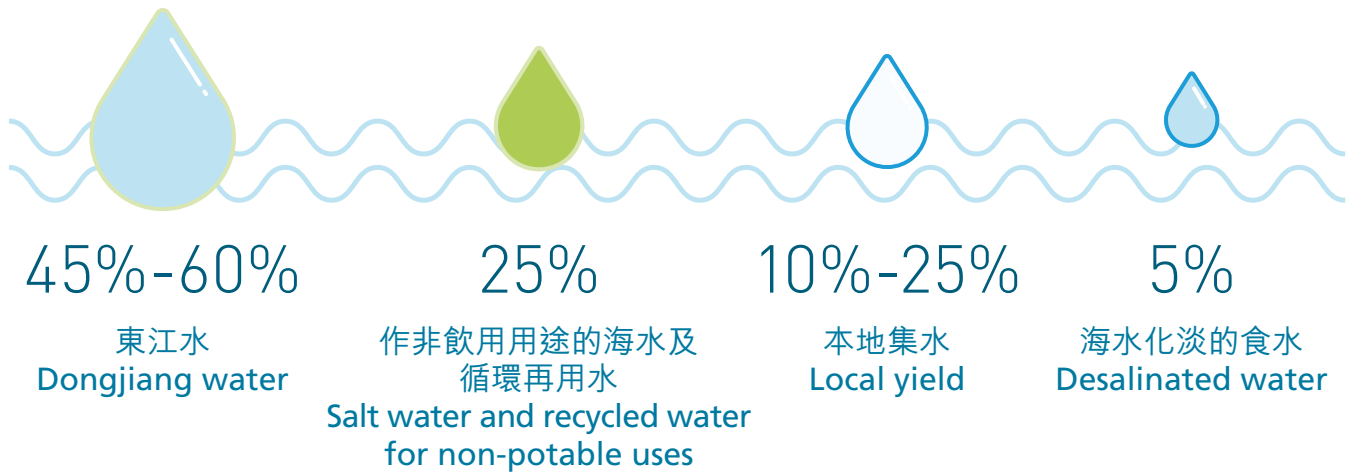 45%-60%
東江水
Dongjiang water
25%
作非飲用用途的海水及
循環再用水
Salt water and recycled water
for non-potable uses
10%-25%
本地集水
Local yield
5%
海水化淡的食水
Desalinated water